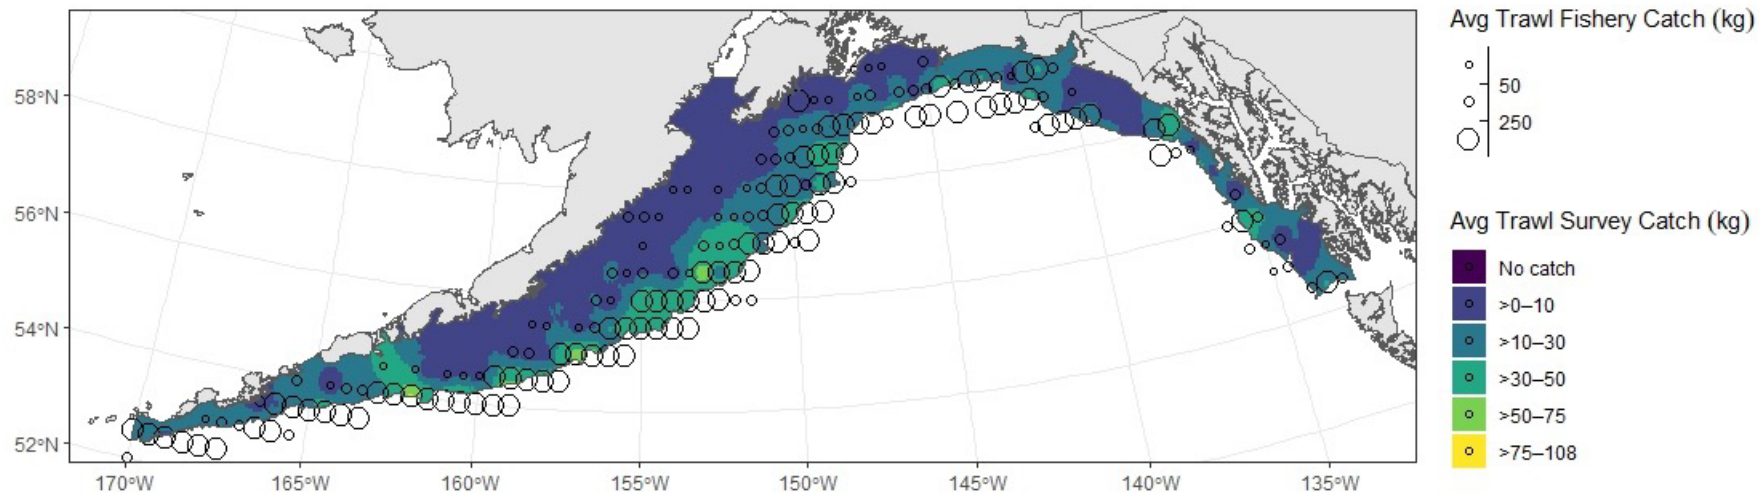 Avg Trawl Fishery Catch (kg)
50
250
Avg Trawl Survey Catch (kg)
No catch
>0–10
>10–30
>30–50
>50–75
>75–108
58°N
56°N
54°N
52°N
170°W 165°W 160°W 155°W 150°W 145°W 140°W 135°W